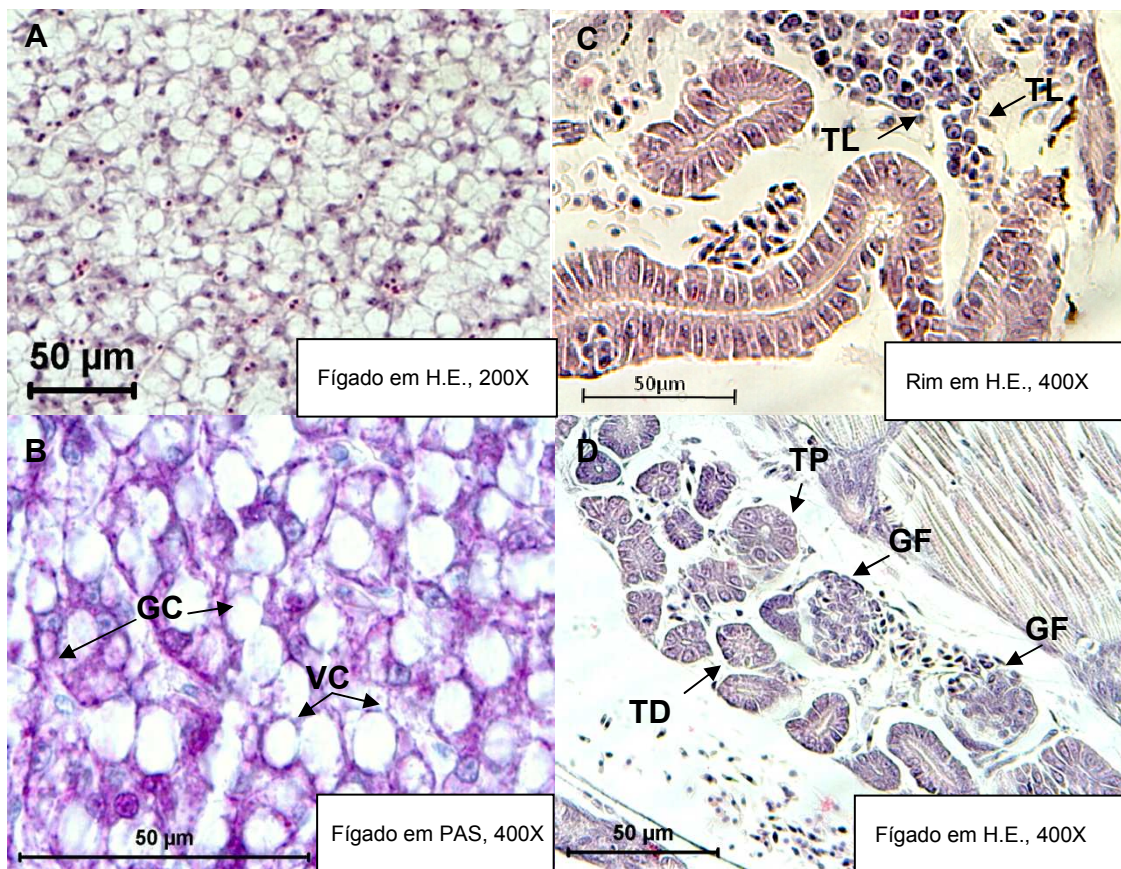 A
50 µm
Fígado em H.E., 200X
C
TL
TL
50µm
Rim em H.E., 400X
B
GC
VC
50 µm
Fígado em PAS, 400X
D
TP
GF
GF
TD
50 µm
Fígado em H.E., 400X